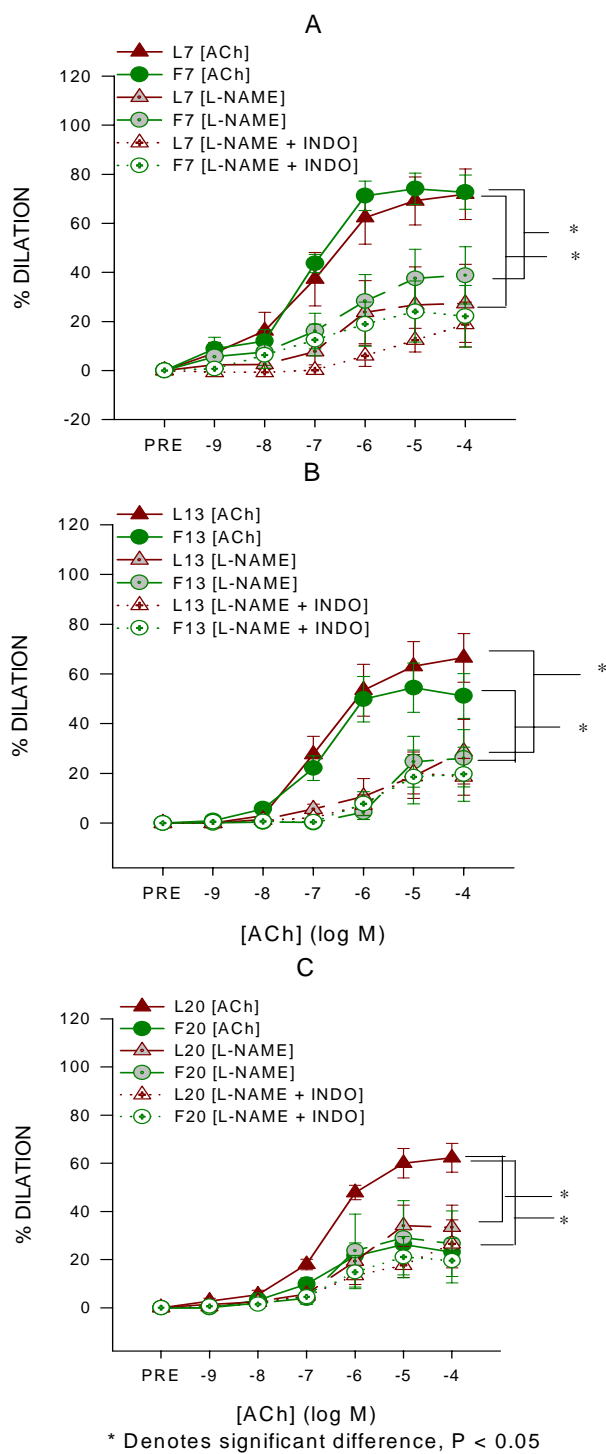 A
L7 [ACh]
F7 [ACh]
L7 [L-NAME]
F7 [L-NAME]
L7 [L-NAME + INDO]
F7 [L-NAME + INDO]
120
100
80
60
40
20
0
-20
% DILATION
*
*
PRE -9 -8 -7 -6 -5 -4
B
L13 [ACh]
F13 [ACh]
L13 [L-NAME]
F13 [L-NAME]
L13 [L-NAME + INDO]
F13 [L-NAME + INDO]
120
100
80
60
40
20
0
% DILATION
*
*
PRE -9 -8 -7 -6 -5 -4
[ACh] (log M)
C
L20 [ACh]
F20 [ACh]
L20 [L-NAME]
F20 [L-NAME]
L20 [L-NAME + INDO]
F20 [L-NAME + INDO]
120
100
80
60
40
20
0
% DILATION
*
*
PRE -9 -8 -7 -6 -5 -4
[ACh] (log M)
* Denotes significant difference, P < 0.05